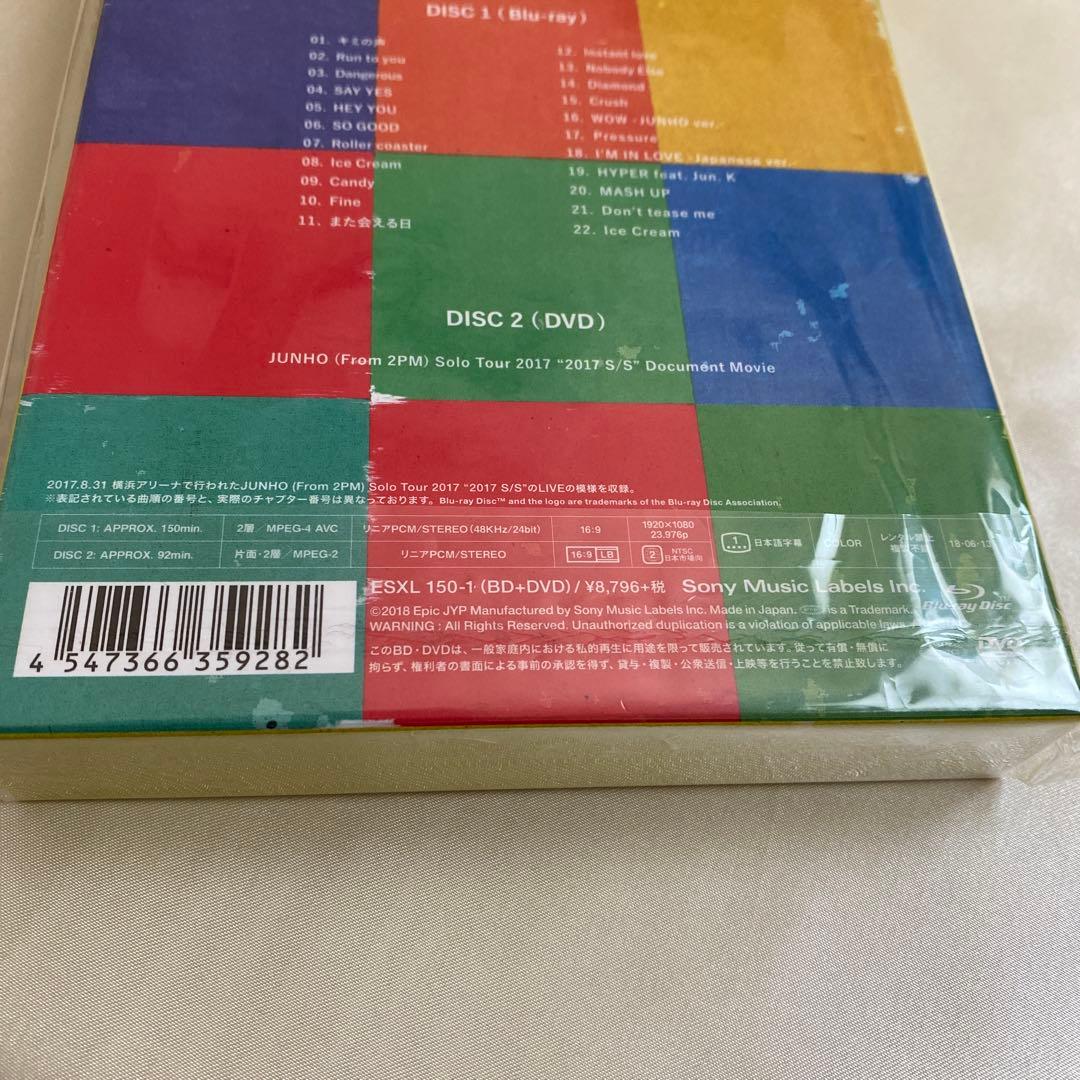 DISC 1 (Blu-ray)
01. キミの声
02. Run to you
03. Dangerous
04. SAY YES
05. HEY YOU
06. SO GOOD
07. Roller coaster
08. Ice Cream
09. Candy
10. Fine
11. また会える日
12. Instant love
13. Nobody Else
14. Diamond
15. Crush
16. WOW -JUNHO ver.-
17. Pressure
18. I'M IN LOVE -Japanese ver.-
19. HYPER feat. Jun. K
20. MASH UP
21. Don't tease me
22. Ice Cream
DISC 2 (DVD)
JUNHO (From 2PM) Solo Tour 2017 “2017 S/S” Document Movie
2017.8.31 横浜アリーナで行われたJUNHO (From 2PM) Solo Tour 2017 “2017 S/S”のLIVEの模様を収録。
※表記されている曲順の番号と、実際のチャプター番号は異なっております。Blu-ray Disc™ and the logo are trademarks of the Blu-ray Disc Association.
DISC 1: APPROX. 150min. 2層／MPEG-4 AVC リニアPCM/STEREO (48KHz/24bit) 16:9 1920×1080 23.976p 1 日本語字幕 COLOR レンタル禁止 18·06·13
DISC 2: APPROX. 92min. 片面・2層／MPEG-2 リニアPCM/STEREO 16:9 LB 2 NTSC 日本市場向
ESXL 150-1 (BD+DVD) / ¥8,796+税 Sony Music Labels Inc. Blu-ray Disc
©2018 Epic JYP Manufactured by Sony Music Labels Inc. Made in Japan. is a Trademark.
WARNING : All Rights Reserved. Unauthorized duplication is a violation of applicable laws.
DVD
このBD・DVDは、一般家庭内における私的再生に用途を限って販売されています。従って有償・無償に
拘らず、権利者の書面による事前の承認を得ず、貸与・複製・公衆送信・上映等を行うことを禁止致します。
4 547366 359282